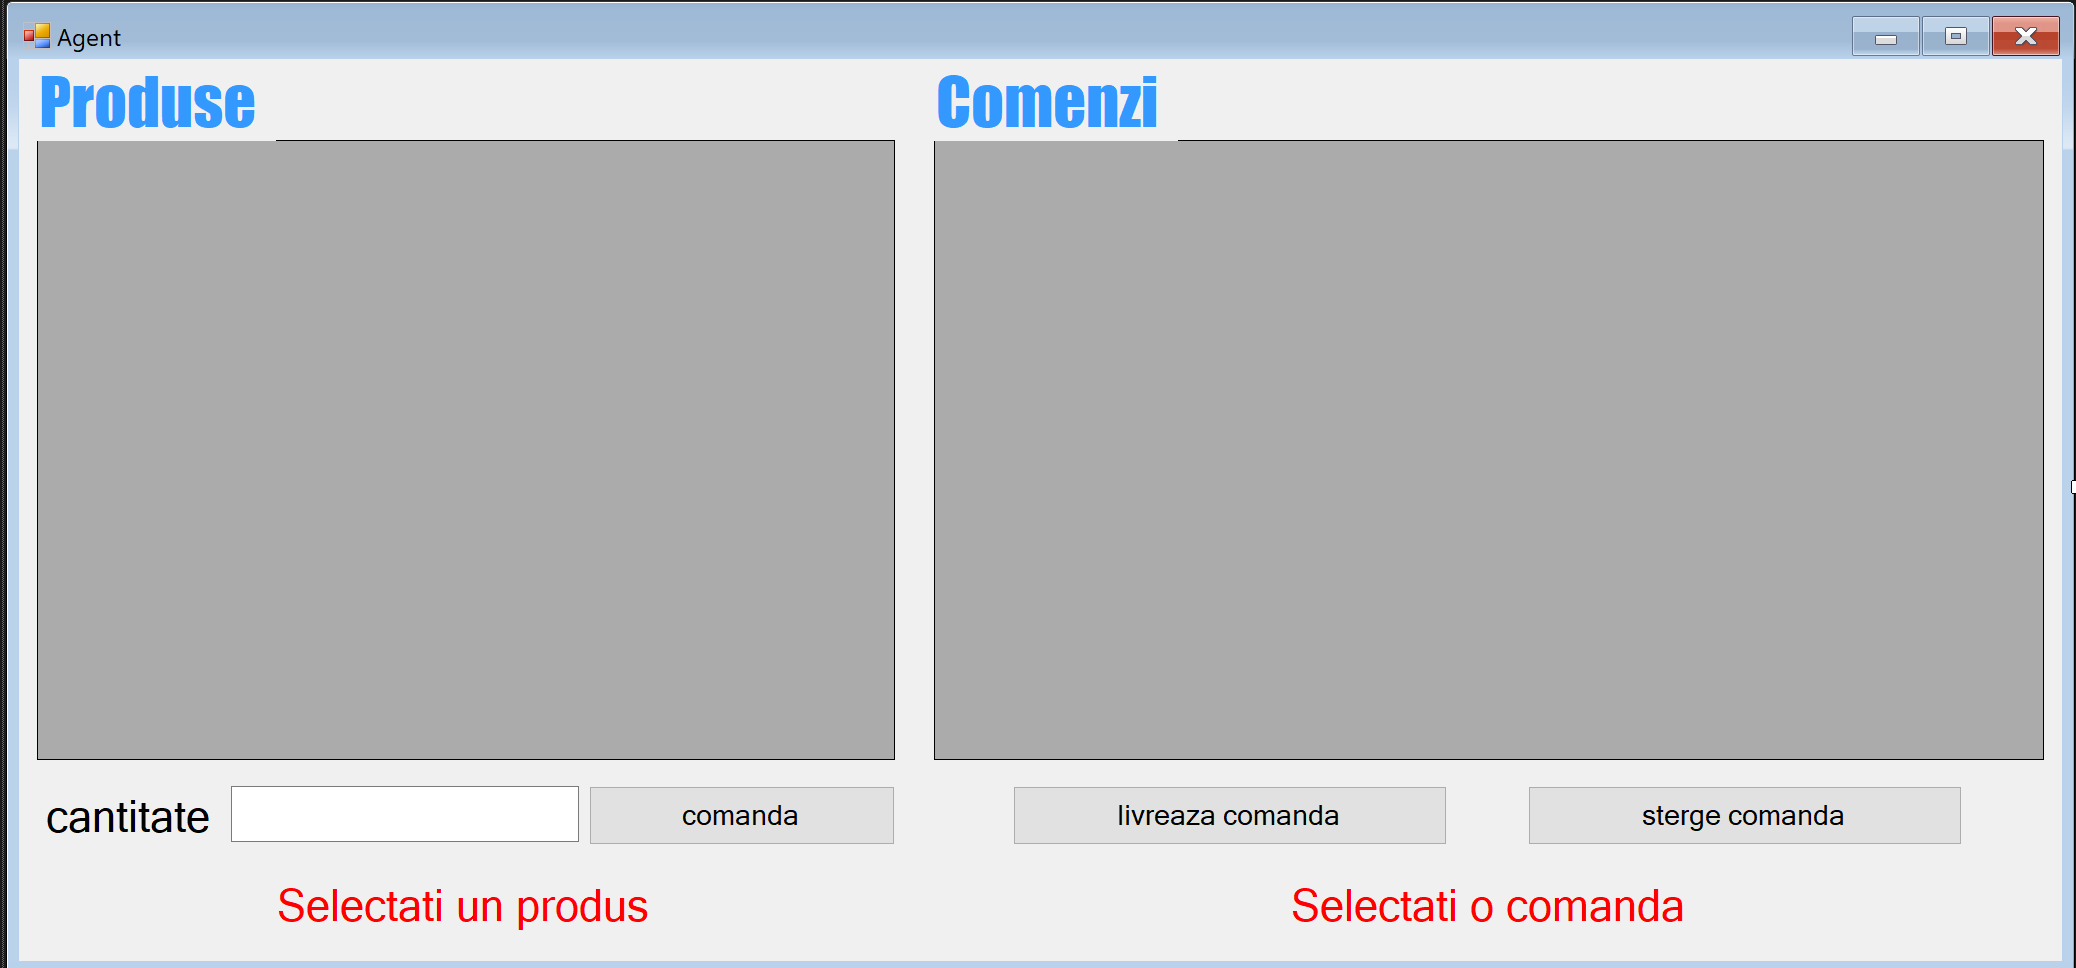 Agent
Produse
Comenzi
cantitate
comanda
livreaza comanda
sterge comanda
Selectati un produs
Selectati o comanda